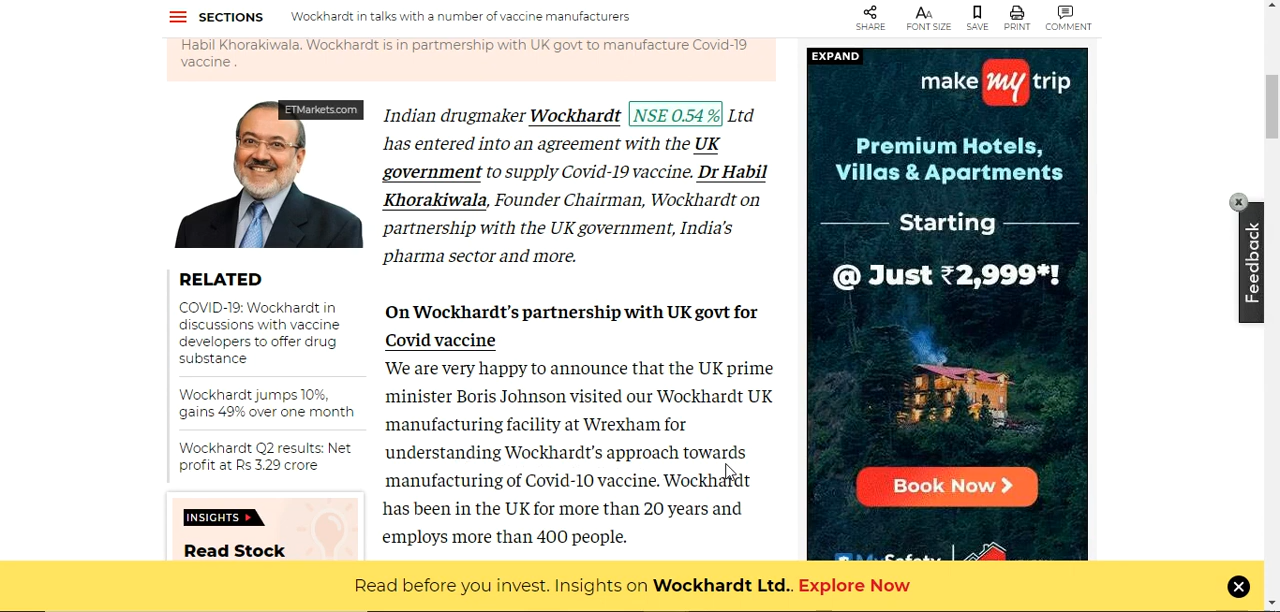 SECTIONS
Wockhardt in talks with a number of vaccine manufacturers
SHARE
FONT SIZE
SAVE
PRINT
COMMENT
Habil Khorakiwala. Wockhardt is in partnership with UK govt to manufacture Covid-19
vaccine .
ETMarkets.com
Indian drugmaker Wockhardt NSE 0.54 % Ltd
has entered into an agreement with the UK
government to supply Covid-19 vaccine. Dr Habil
Khorakiwala, Founder Chairman, Wockhardt on
partnership with the UK government, India's
pharma sector and more.
RELATED
COVID-19: Wockhardt in
discussions with vaccine
developers to offer drug
substance
Wockhardt jumps 10%,
gains 49% over one month
Wockhardt Q2 results: Net
profit at Rs 3.29 crore
INSIGHTS
Read Stock
On Wockhardt's partnership with UK govt for
Covid vaccine
We are very happy to announce that the UK prime
minister Boris Johnson visited our Wockhardt UK
manufacturing facility at Wrexham for
understanding Wockhardt's approach towards
manufacturing of Covid-10 vaccine. Wockhardt
has been in the UK for more than 20 years and
employs more than 400 people.
EXPAND
make my trip
Premium Hotels,
Villas & Apartments
Starting
@ Just ₹2,999*!
Book Now
MySafety
Feedback
x
Read before you invest. Insights on Wockhardt Ltd.. Explore Now